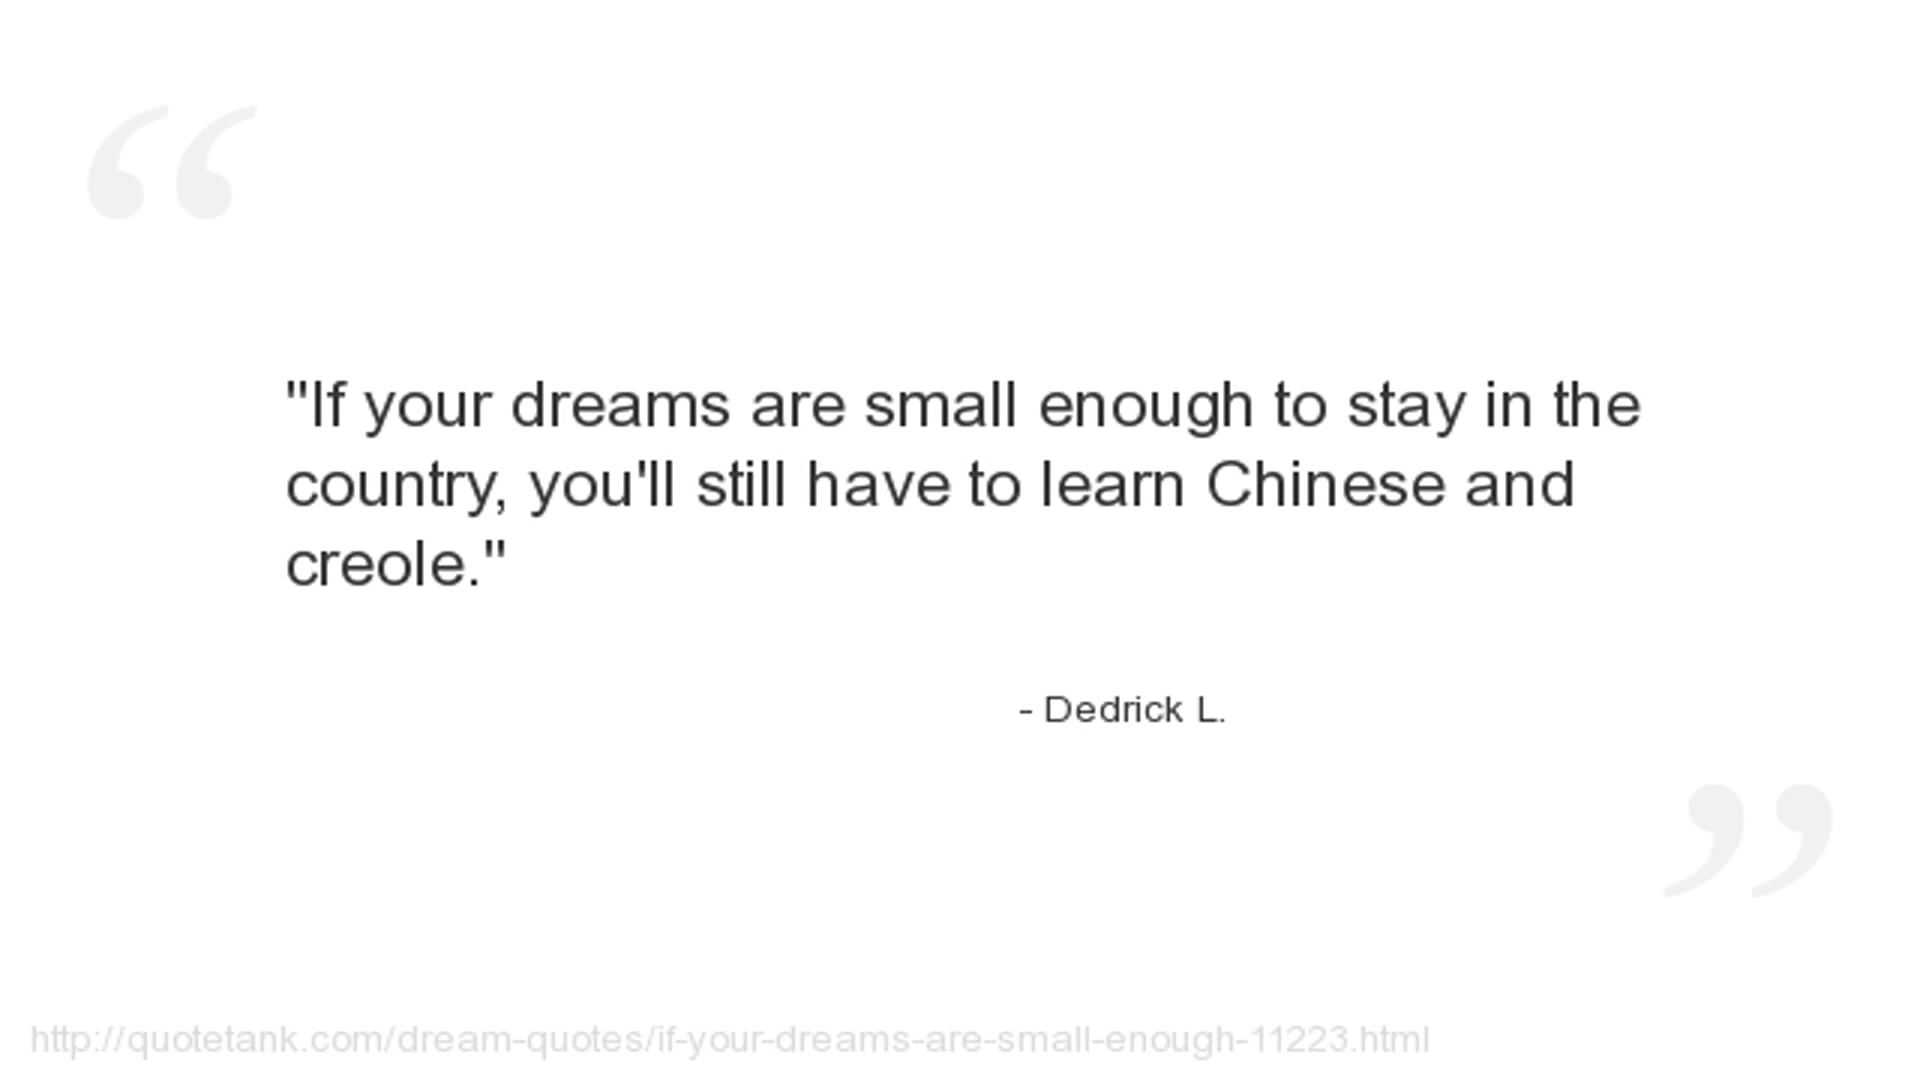 "If your dreams are small enough to stay in the
country, you'll still have to learn Chinese and
creole."
- Dedrick L.
http://quotetank.com/dream-quotes/if-your-dreams-are-small-enough-11223.html